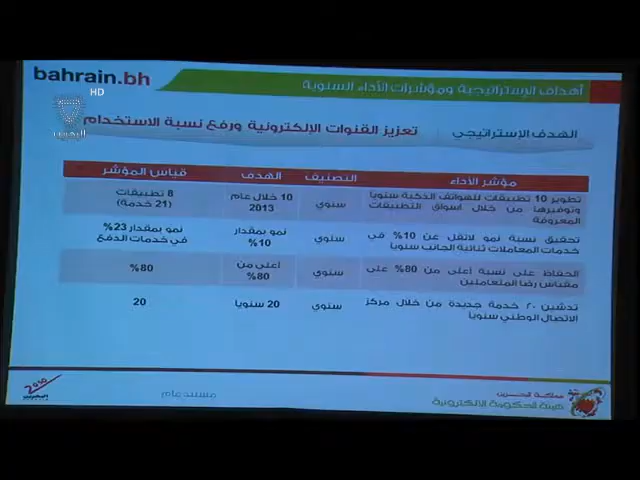 bahrain.bh
HD
البحرين
أهداف الإستراتيجية ومؤشرات الأداء السنوية
الهدف الإستراتيجي تعزيز القنوات الإلكترونية ورفع نسبة الاستخدام
مؤشر الأداء التصنيف الهدف قياس المؤشر
تطوير 10 تطبيقات للهواتف الذكية سنويا
وتوفيرها من خلال اسواق التطبيقات
المعروفة
سنوي
10 خلال عام
2013
8 تطبيقات
(21 خدمة)
تحقيق نسبة نمو لاتقل عن 10% في
خدمات المعاملات ثنائية الجانب سنويا
سنوي
نمو بمقدار
10%
نمو بمقدار 23%
في خدمات الدفع
الحفاظ على نسبة أعلى من 80% على
مقياس رضا المتعاملين
سنوي
أعلى من
80%
80%
تدشين ٢٠ خدمة جديدة من خلال مركز
الاتصال الوطني سنويا
سنوي
20 سنويا
20
مملكة البحرين
هيئة الحكومة الإلكترونية
مستند عام